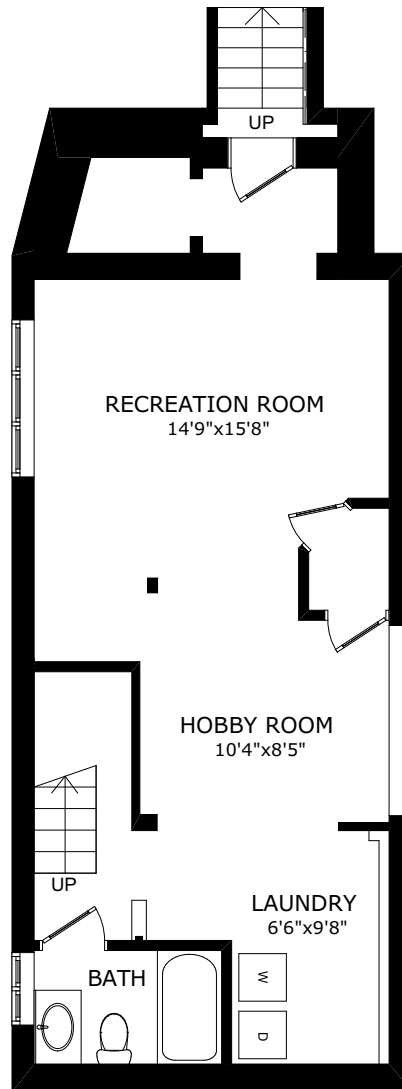 UP
RECREATION ROOM
14'9"x15'8"
HOBBY ROOM
10'4"x8'5"
UP
LAUNDRY
6'6"x9'8"
BATH
W
D